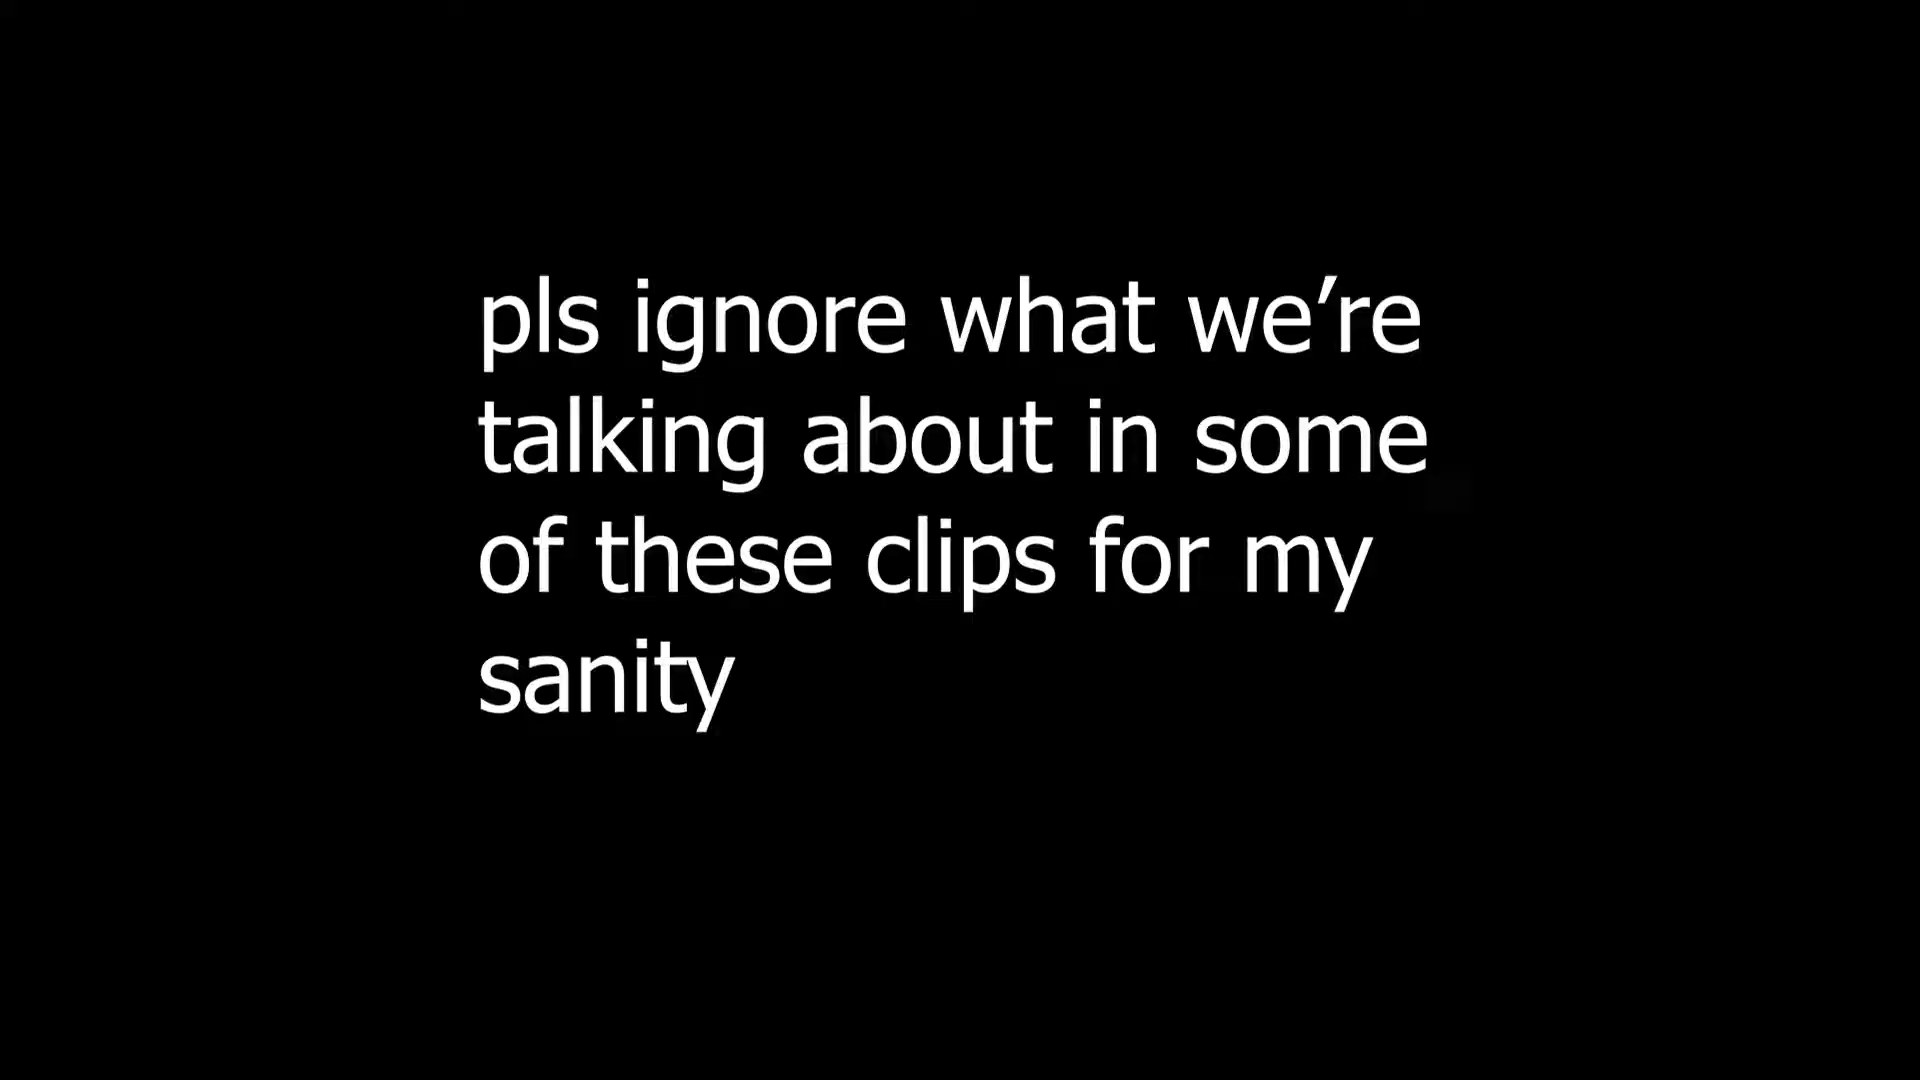 pls ignore what we’re
talking about in some
of these clips for my
sanity